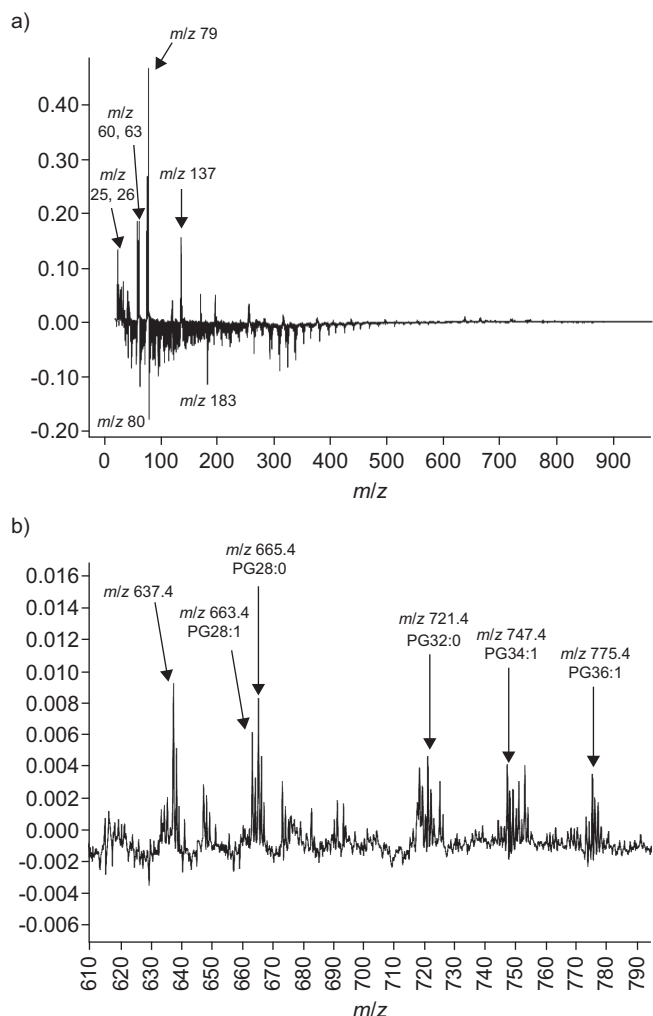 a)
m/z 79
m/z
60, 63
m/z
25, 26
m/z 137
0.40
0.30
0.20
0.10
0.00
-0.10
-0.20
m/z 80
m/z 183
0 100 200 300 400 500 600 700 800 900
m/z
b)
m/z 637.4
m/z 663.4
PG28:1
m/z 665.4
PG28:0
m/z 721.4
PG32:0
m/z 747.4
PG34:1
m/z 775.4
PG36:1
0.016
0.014
0.012
0.010
0.008
0.006
0.004
0.002
0.000
-0.002
-0.004
-0.006
610 620 630 640 650 660 670 680 690 700 710 720 730 740 750 760 770 780 790
m/z